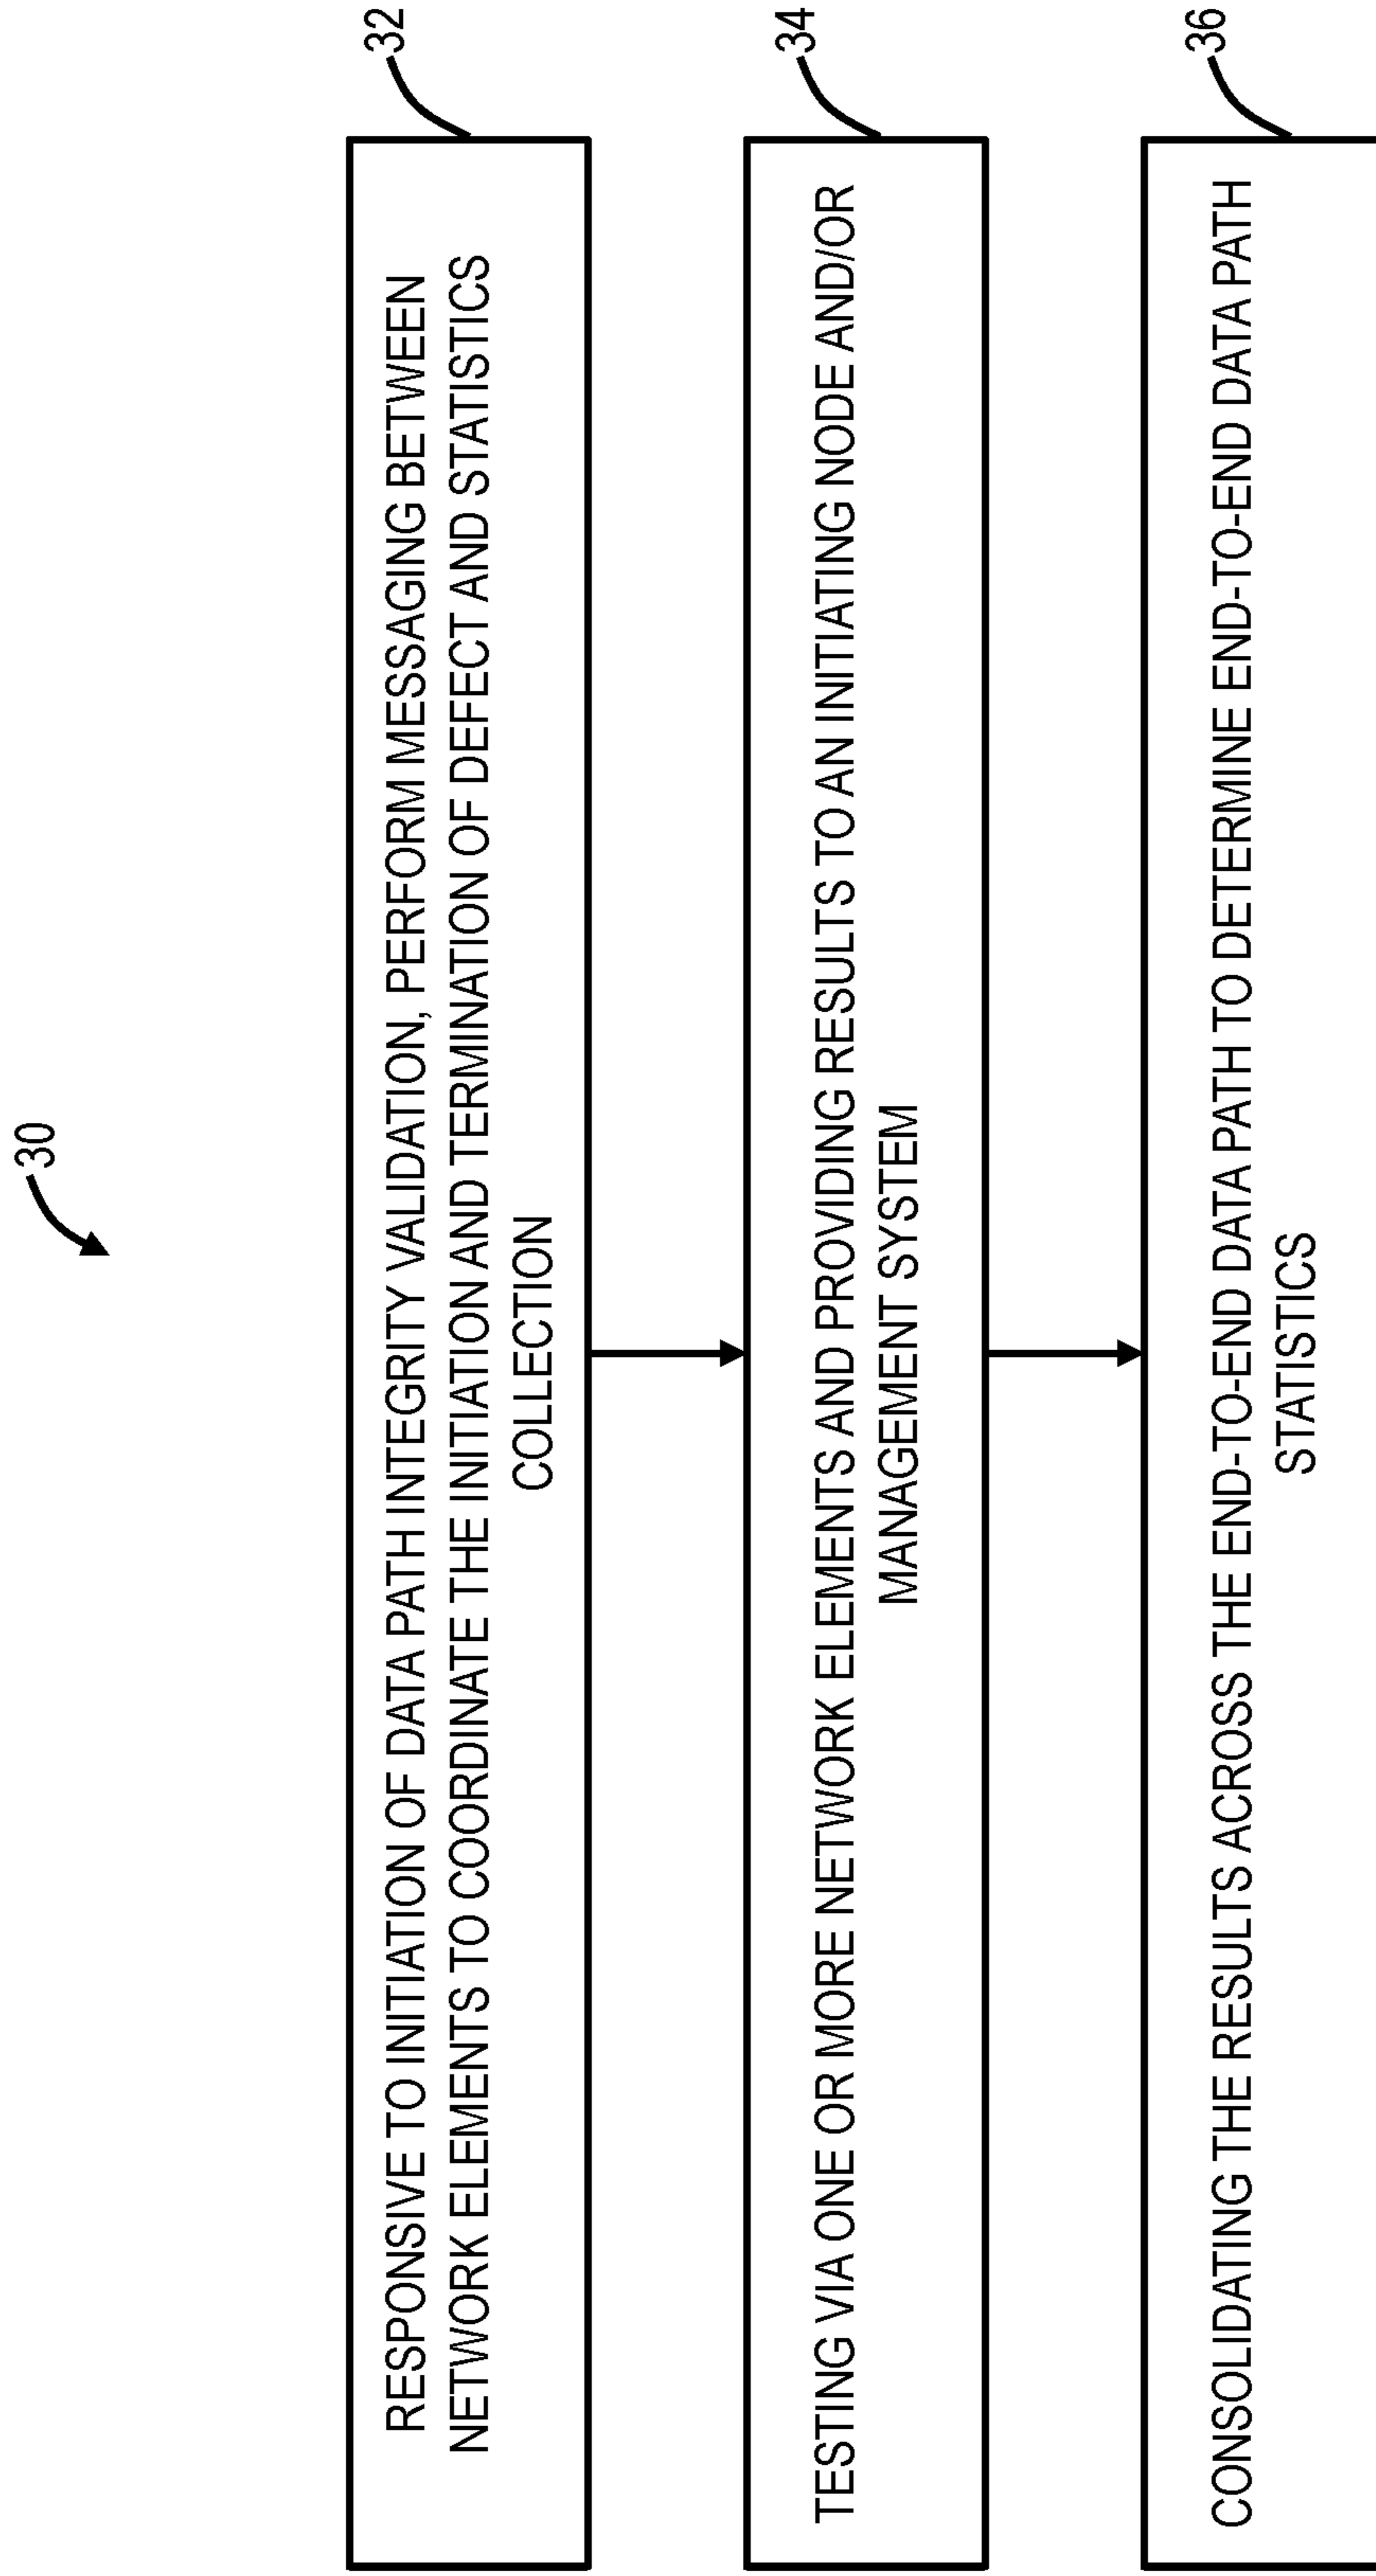 30
32
RESPONSIVE TO INITIATION OF DATA PATH INTEGRITY VALIDATION, PERFORM MESSAGING BETWEEN
NETWORK ELEMENTS TO COORDINATE THE INITIATION AND TERMINATION OF DEFECT AND STATISTICS
COLLECTION
34
TESTING VIA ONE OR MORE NETWORK ELEMENTS AND PROVIDING RESULTS TO AN INITIATING NODE AND/OR
MANAGEMENT SYSTEM
36
CONSOLIDATING THE RESULTS ACROSS THE END-TO-END DATA PATH TO DETERMINE END-TO-END DATA PATH
STATISTICS